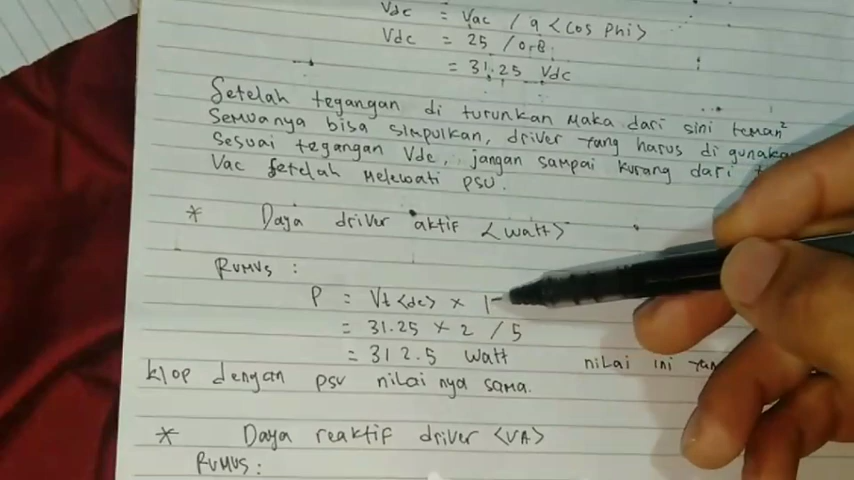 Vdc = Vac / a <cos phi>
Vdc = 25 / 0,8
= 31.25 Vdc
Setelah tegangan di turunkan maka dari sini teman²
semuanya bisa simpulkan, driver yang harus di gunakan
sesuai tegangan Vdc, jangan sampai kurang dari
Vac setelah melewati PSU.
* Daya driver aktif <watt>
Rumus :
P = Vt<dc> ×
= 31.25 × 2 / 5
= 312.5 watt nilai ini
klop dengan psu nilai nya sama.
* Daya reaktif driver <VA>
Rumus :